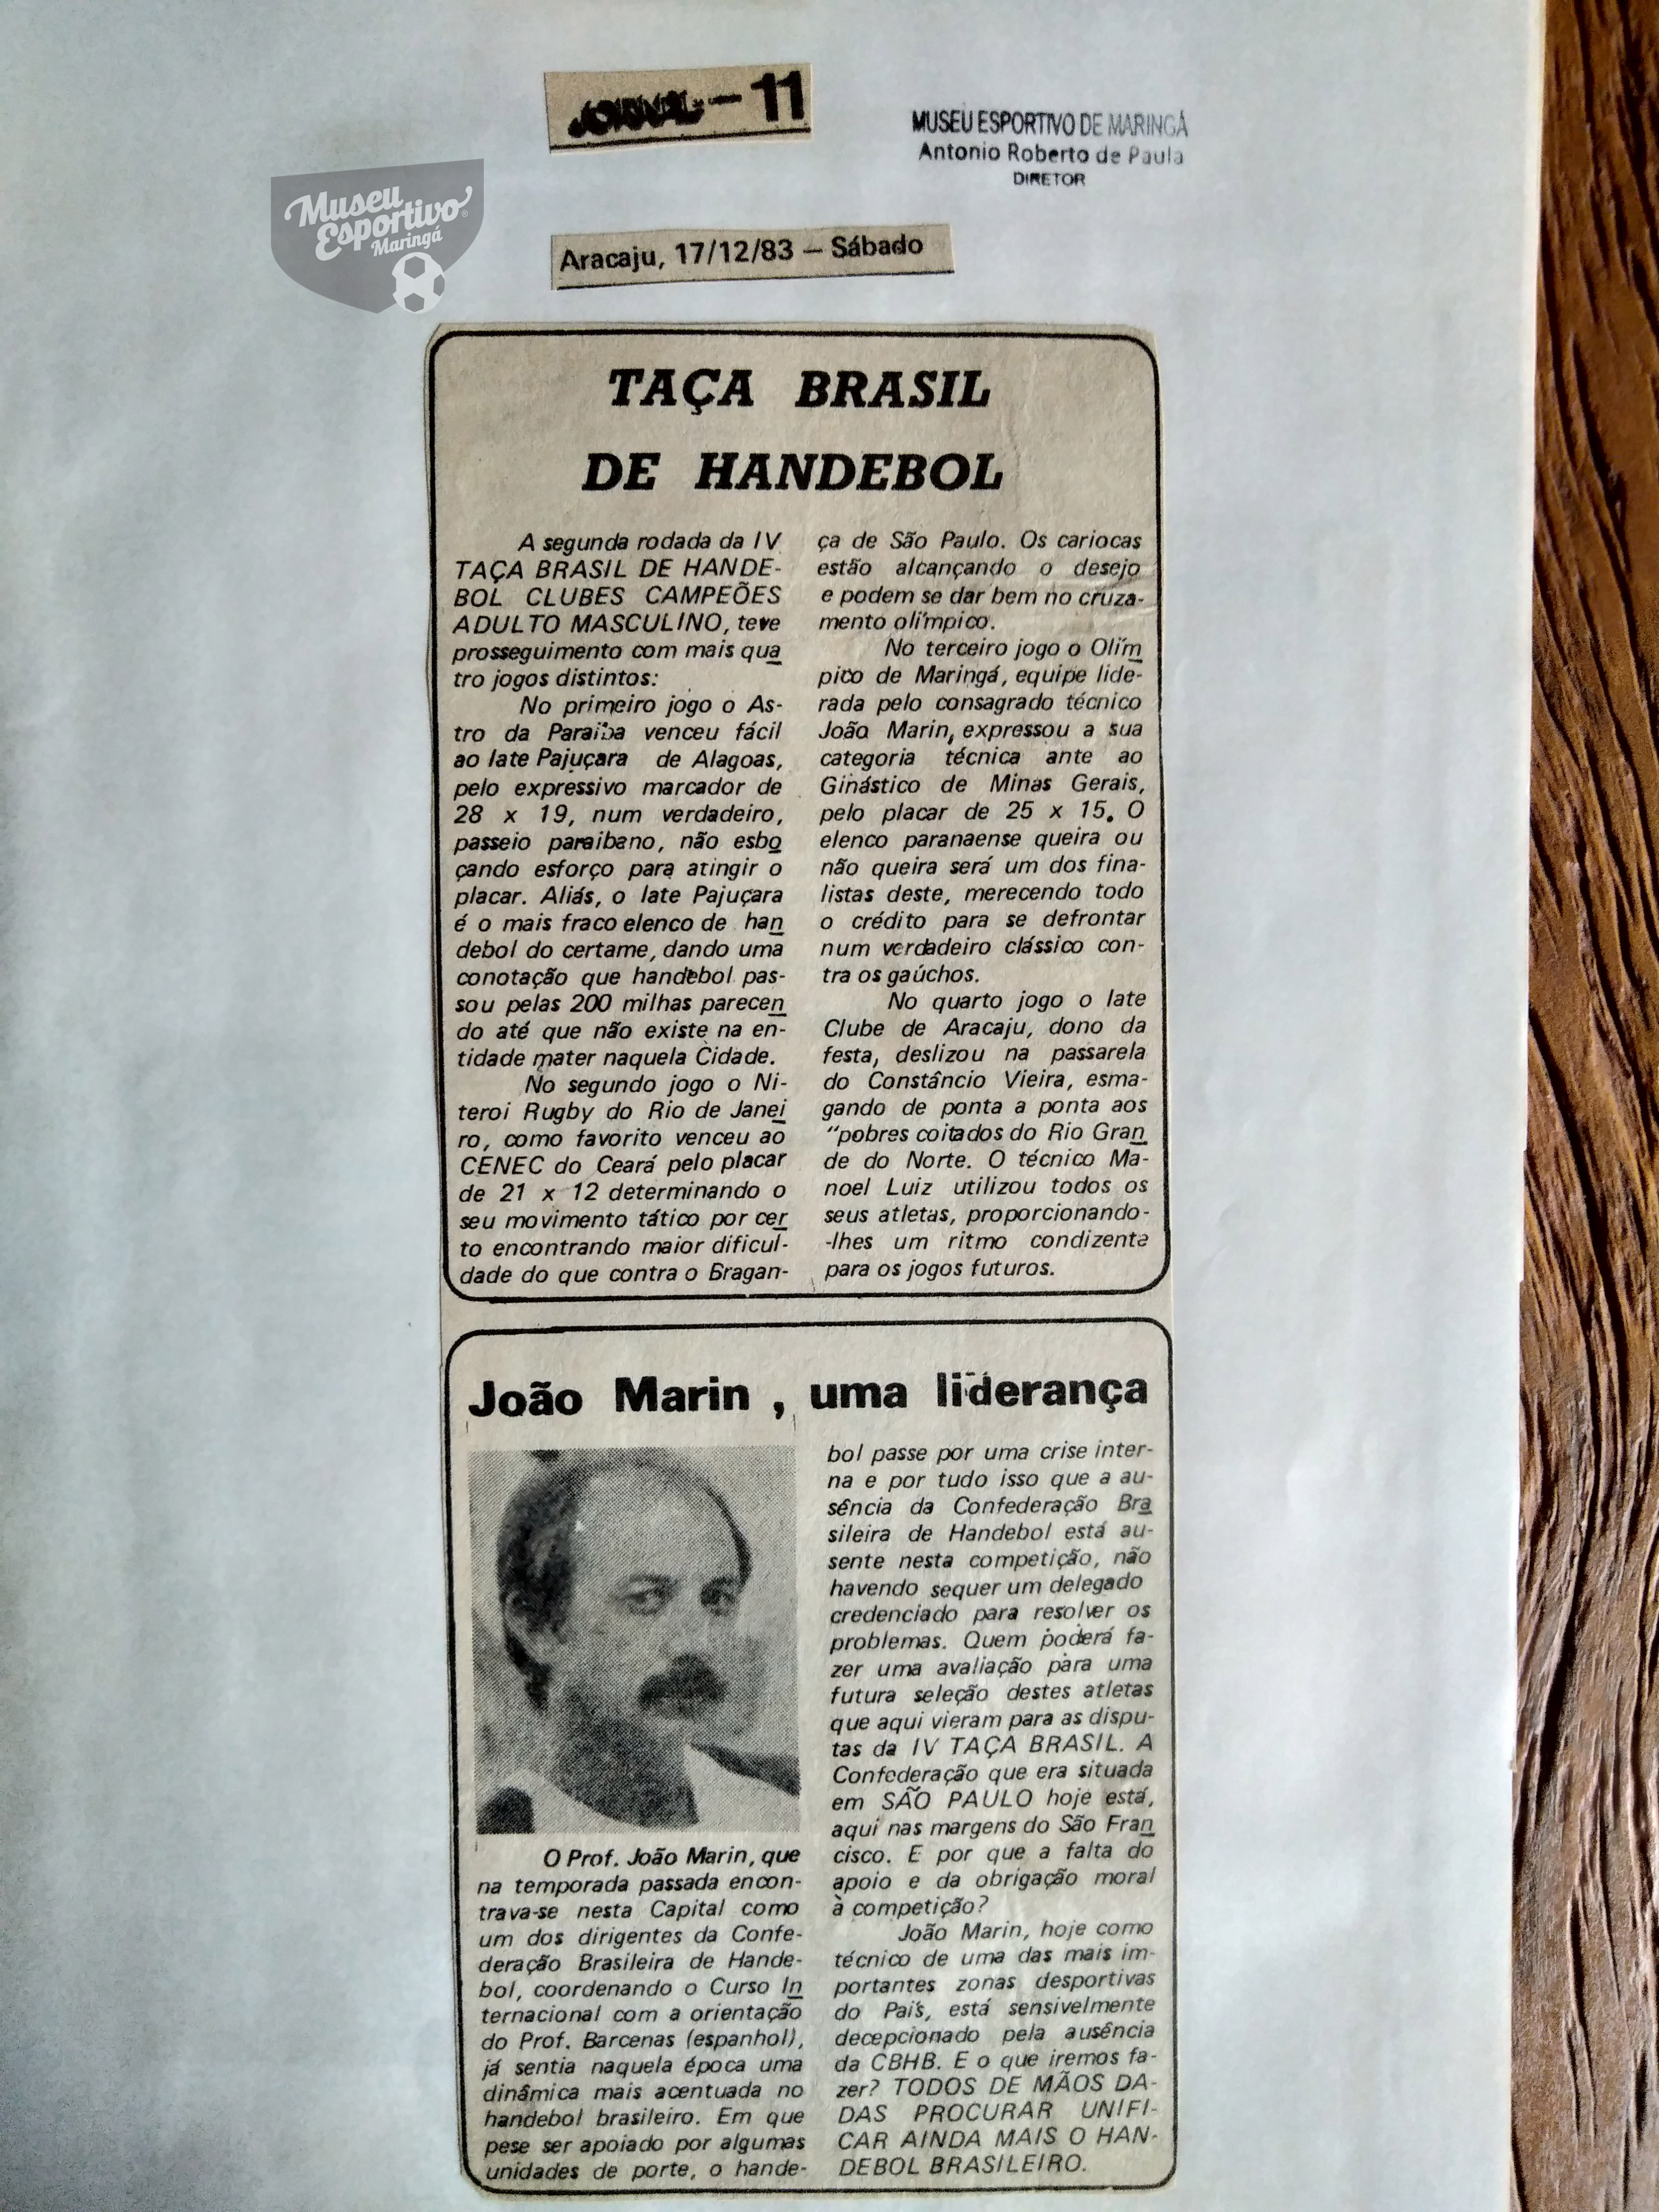 JORNAL - 11
MUSEU ESPORTIVO DE MARINGÁ
Antonio Roberto de Paula
DIRETOR
Museu
Esportivo
Maringá
Aracaju, 17/12/83 – Sábado
TAÇA BRASIL
DE HANDEBOL
A segunda rodada da IV
TAÇA BRASIL DE HANDE-
BOL CLUBES CAMPEÕES
ADULTO MASCULINO, teve
prosseguimento com mais qua
tro jogos distintos:
No primeiro jogo o As-
tro da Paraíba venceu fácil
ao Iate Pajuçara de Alagoas,
pelo expressivo marcador de
28 x 19, num verdadeiro,
passeio paraibano, não esbo
çando esforço para atingir o
placar. Aliás, o Iate Pajuçara
é o mais fraco elenco de han
debol do certame, dando uma
conotação que handebol pas-
sou pelas 200 milhas parecen
do até que não existe na en-
tidade mater naquela Cidade.
No segundo jogo o Ni-
teroi Rugby do Rio de Janei
ro, como favorito venceu ao
CENEC do Ceará pelo placar
de 21 x 12 determinando o
seu movimento tático por cer
to encontrando maior dificul-
dade do que contra o Bragan-
ça de São Paulo. Os cariocas
estão alcançando o desejo
e podem se dar bem no cruza-
mento olímpico.
No terceiro jogo o Olím
pico de Maringá, equipe lide-
rada pelo consagrado técnico
João Marin, expressou a sua
categoria técnica ante ao
Ginástico de Minas Gerais,
pelo placar de 25 x 15. O
elenco paranaense queira ou
não queira será um dos fina-
listas deste, merecendo todo
o crédito para se defrontar
num verdadeiro clássico con-
tra os gaúchos.
No quarto jogo o Iate
Clube de Aracaju, dono da
festa, deslizou na passarela
do Constâncio Vieira, esma-
gando de ponta a ponta aos
"pobres coitados do Rio Gran
de do Norte. O técnico Ma-
noel Luiz utilizou todos os
seus atletas, proporcionando-
-lhes um ritmo condizente
para os jogos futuros.
João Marin , uma liderança
O Prof. João Marin, que
na temporada passada encon-
trava-se nesta Capital como
um dos dirigentes da Confe-
deração Brasileira de Hande-
bol, coordenando o Curso In
ternacional com a orientação
do Prof. Barcenas (espanhol),
já sentia naquela época uma
dinâmica mais acentuada no
handebol brasileiro. Em que
pese ser apoiado por algumas
unidades de porte, o hande-
bol passe por uma crise inter-
na e por tudo isso que a au-
sência da Confederação Bra
sileira de Handebol está au-
sente nesta competição, não
havendo sequer um delegado
credenciado para resolver os
problemas. Quem poderá fa-
zer uma avaliação para uma
futura seleção destes atletas
que aqui vieram para as dispu-
tas da IV TAÇA BRASIL. A
Confederação que era situada
em SÃO PAULO hoje está,
aqui nas margens do São Fran
cisco. E por que a falta do
apoio e da obrigação moral
à competição?
João Marin, hoje como
técnico de uma das mais im-
portantes zonas desportivas
do País, está sensivelmente
decepcionado pela ausência
da CBHB. E o que iremos fa-
zer? TODOS DE MÃOS DA-
DAS PROCURAR UNIFI-
CAR AINDA MAIS O HAN-
DEBOL BRASILEIRO.